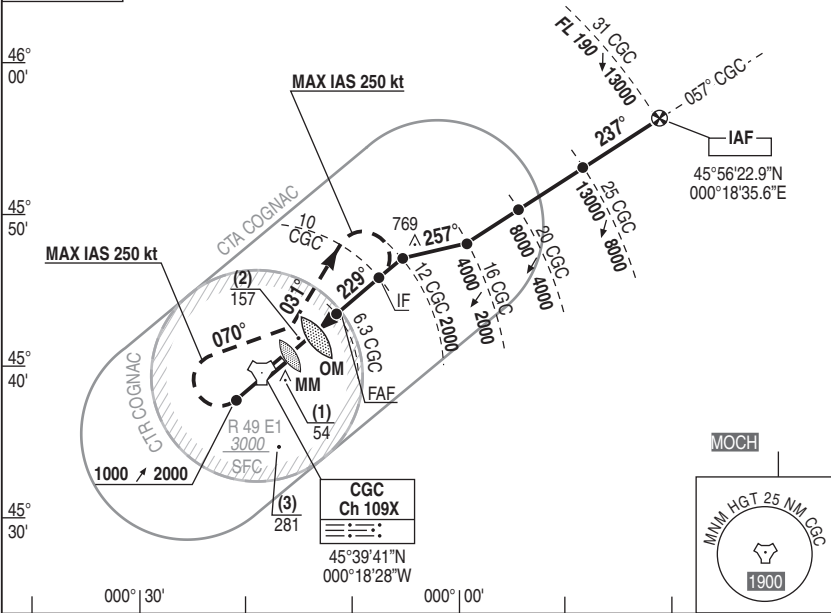 46°
00'
31 CGC
FL 190 → 13000
057° CGC
MAX IAS 250 kt
237°
IAF
45°56'22.9"N
000°18'35.6"E
45°
50'
CTA COGNAC
10
CGC
769
257°
25 CGC
13000 → 8000
20 CGC
8000 → 4000
16 CGC
4000 → 2000
12 CGC 2000
MAX IAS 250 kt
(2)
157
031°
229°
IF
070°
6.3 CGC
45°
40'
OM
MM
FAF
CTR COGNAC
(1)
54
R 49 E1
3000
SFC
1000 ↗ 2000
(3)
281
CGC
Ch 109X
45°39'41"N
000°18'28"W
MOCH
MNM HGT 25 NM CGC
1900
45°
30'
000° 30'
000° 00'